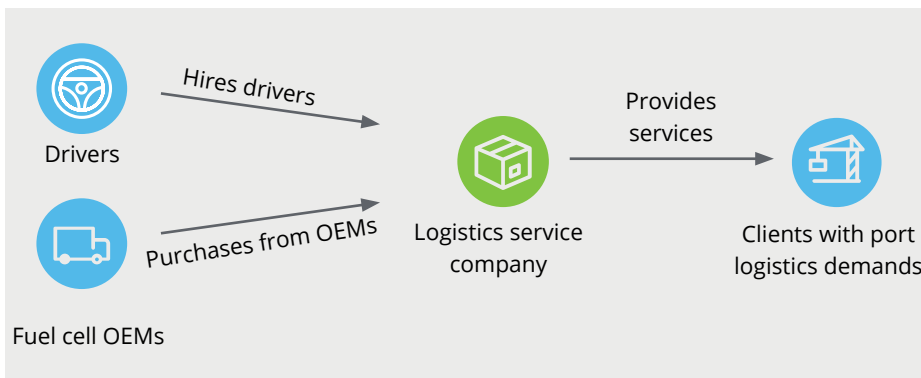 Hires drivers
Drivers
Purchases from OEMs
Fuel cell OEMs
Logistics service
company
Provides
services
Clients with port
logistics demands